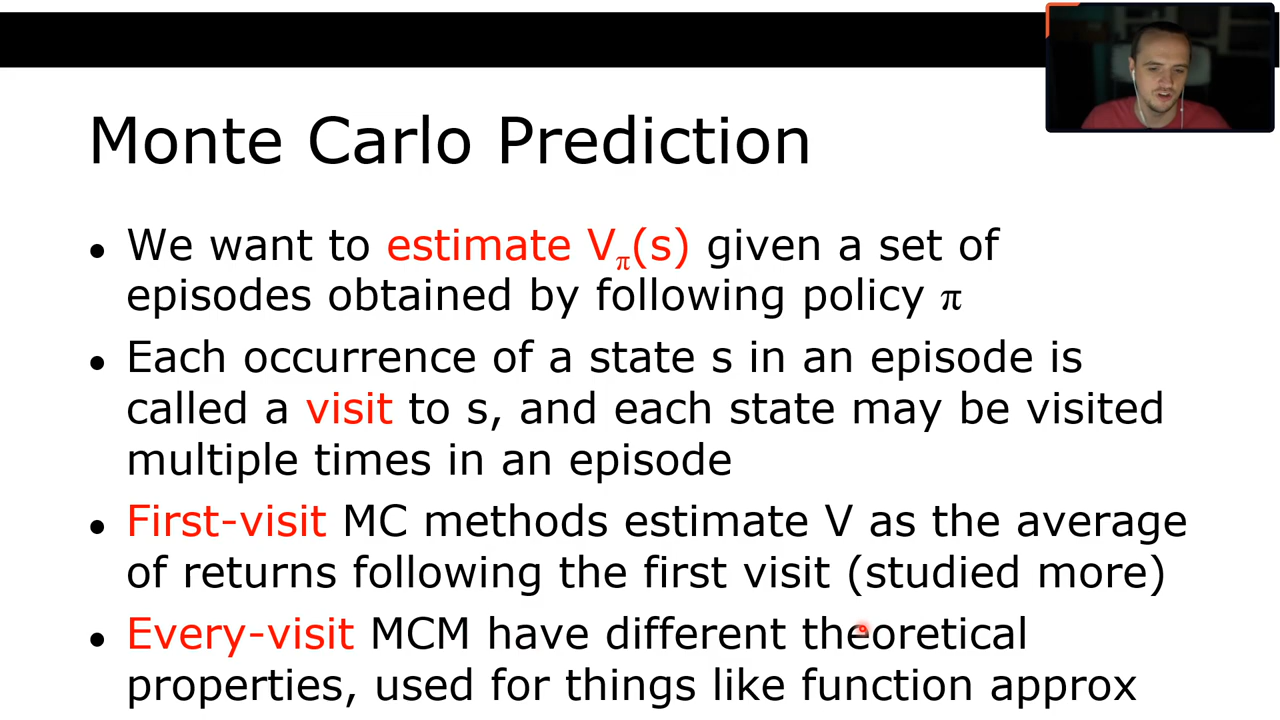 Monte Carlo Prediction
• We want to estimate Vπ(s) given a set of
episodes obtained by following policy π
• Each occurrence of a state s in an episode is
called a visit to s, and each state may be visited
multiple times in an episode
• First-visit MC methods estimate V as the average
of returns following the first visit (studied more)
• Every-visit MCM have different theoretical
properties, used for things like function approx